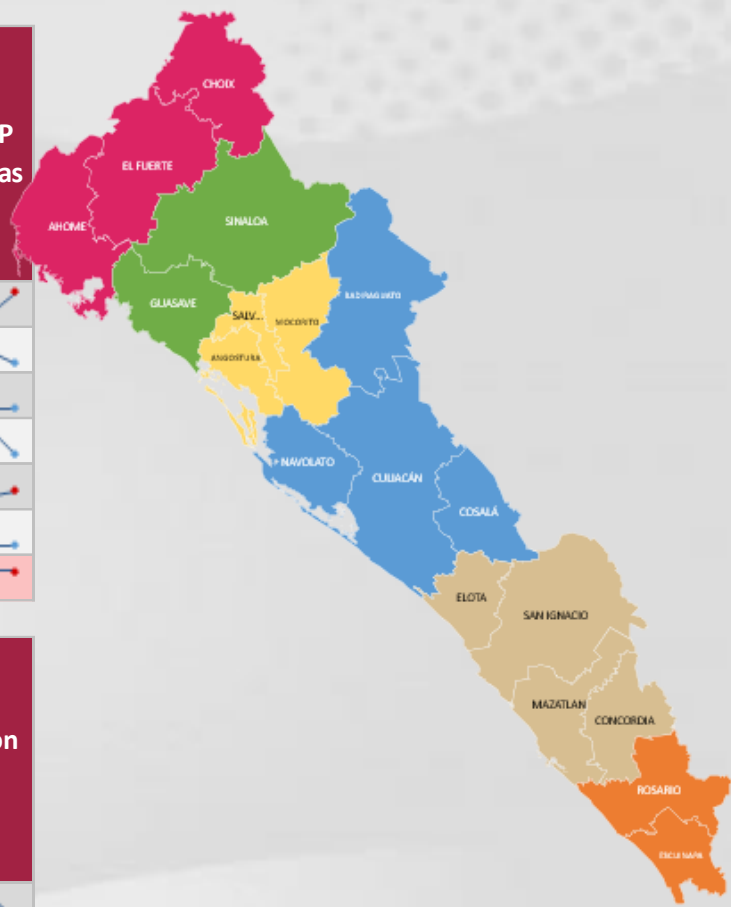 P
as
CHOIX
EL FUERTE
AHOME
SINALOA
GUASAVE
SALV...
MOCORITO
BADIRAGUATO
ANGOSTURA
NAVOLATO
CULIACÁN
COSALÁ
ELOTA
SAN IGNACIO
MAZATLAN
CONCORDIA
on
ROSARIO
ESCUINAPA